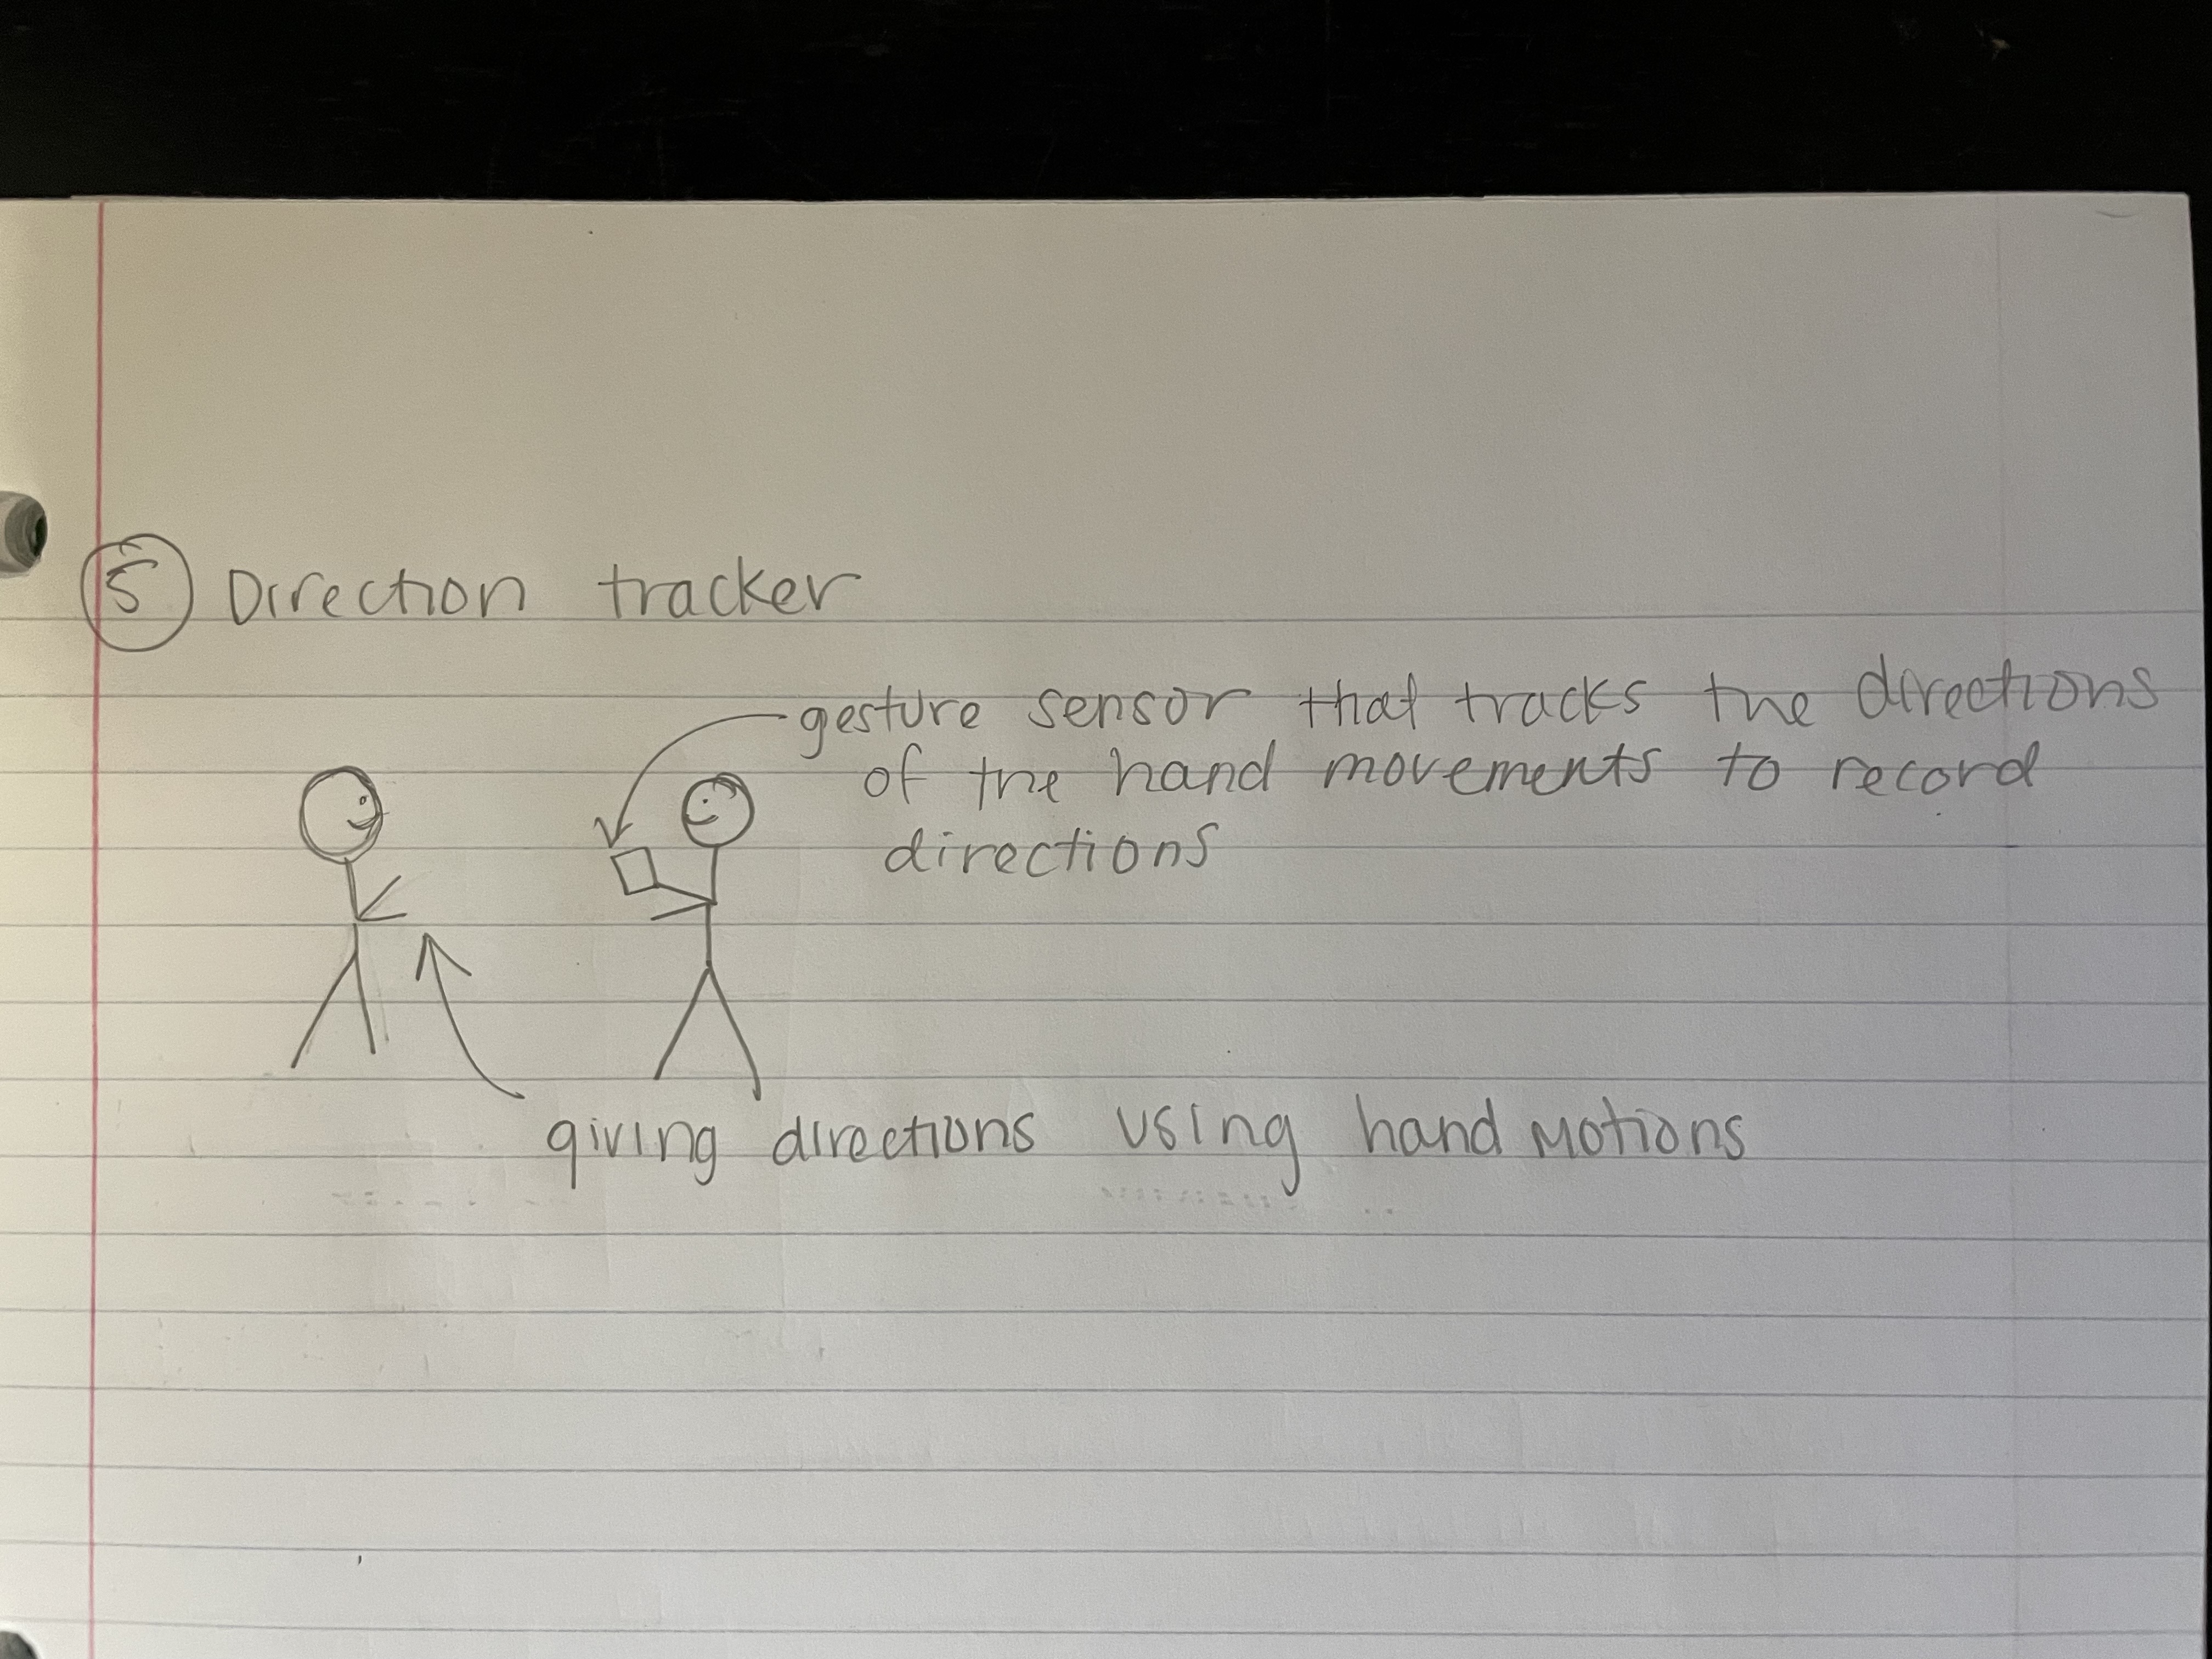 5 Direction tracker
gesture sensor that tracks the directions
of the hand movements to record
directions
giving directions using hand motions